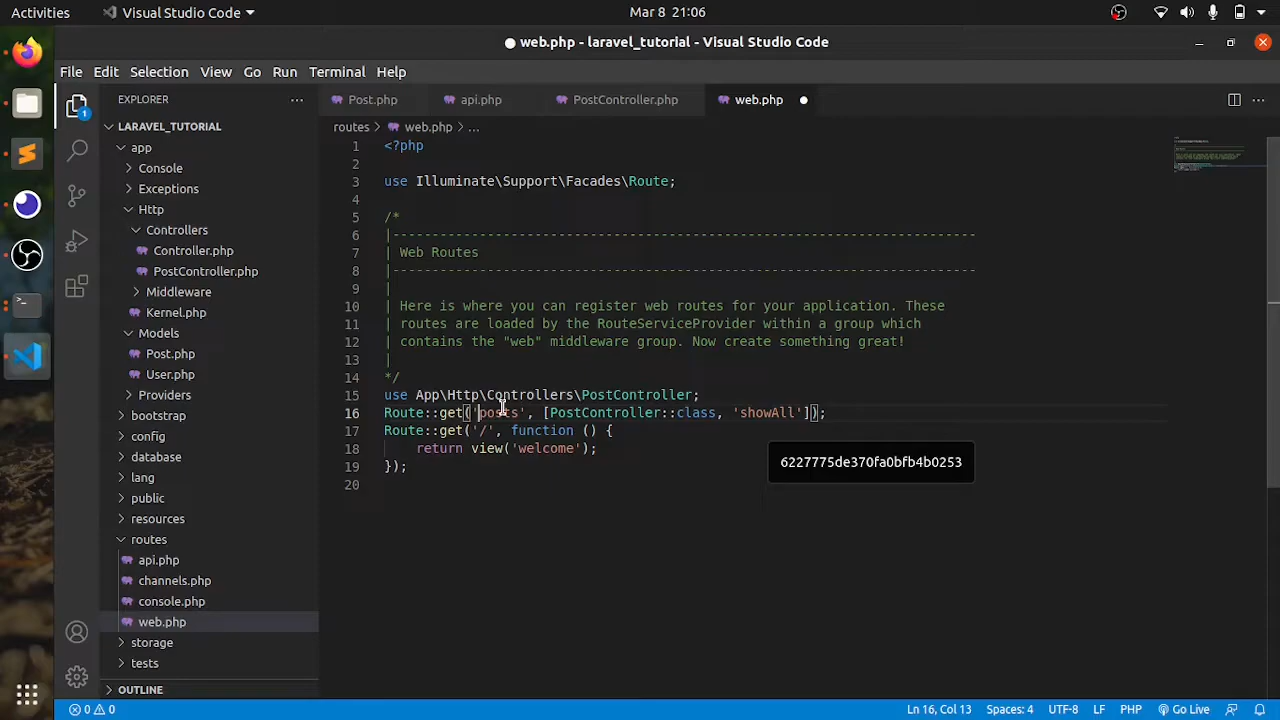 Activities
Visual Studio Code
Mar 8 21:06
web.php - laravel_tutorial - Visual Studio Code
File Edit Selection View Go Run Terminal Help
EXPLORER
LARAVEL_TUTORIAL
app
Console
Exceptions
Http
Controllers
Controller.php
PostController.php
Middleware
Kernel.php
Models
Post.php
User.php
Providers
bootstrap
config
database
lang
public
resources
routes
api.php
channels.php
console.php
web.php
storage
tests
OUTLINE
1
Post.php api.php PostController.php web.php
routes > web.php > ...
1 <?php
2
3 use Illuminate\Support\Facades\Route;
4
5 /*
6 |--------------------------------------------------------------------------
7 | Web Routes
8 |--------------------------------------------------------------------------
9 |
10 | Here is where you can register web routes for your application. These
11 | routes are loaded by the RouteServiceProvider within a group which
12 | contains the "web" middleware group. Now create something great!
13 |
14 */
15 use App\Http\Controllers\PostController;
16 Route::get('posts', [PostController::class, 'showAll']);
17 Route::get('/', function () {
18 return view('welcome');
19 });
20
6227775de370fa0bfb4b0253
0 0
Ln 16, Col 13 Spaces: 4 UTF-8 LF PHP Go Live